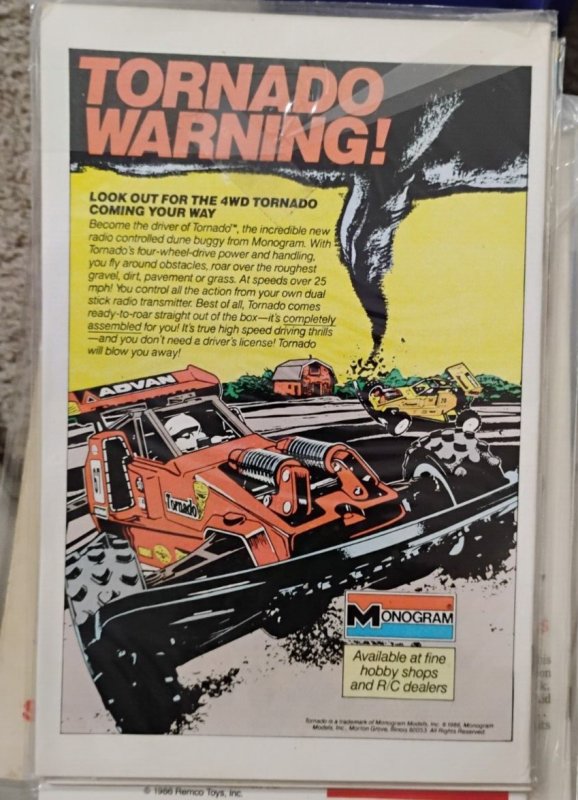 TORNADO
WARNING!
LOOK OUT FOR THE 4WD TORNADO
COMING YOUR WAY
Become the driver of Tornado™, the incredible new
radio controlled dune buggy from Monogram. With
Tornado's four-wheel-drive power and handling,
you fly around obstacles, roar over the roughest
gravel, dirt, pavement or grass. At speeds over 25
mph! You control all the action from your own dual
stick radio transmitter. Best of all, Tornado comes
ready-to-roar straight out of the box—it's completely
assembled for you! It's true high speed driving thrills
—and you don't need a driver's license! Tornado
will blow you away!
ADVAN
Tornado
MONOGRAM
Available at fine
hobby shops
and R/C dealers
Tornado is a trademark of Monogram Models, Inc. © 1986, Monogram
Models, Inc., Morton Grove, Illinois 60053. All Rights Reserved.
© 1986 Remco Toys, Inc.